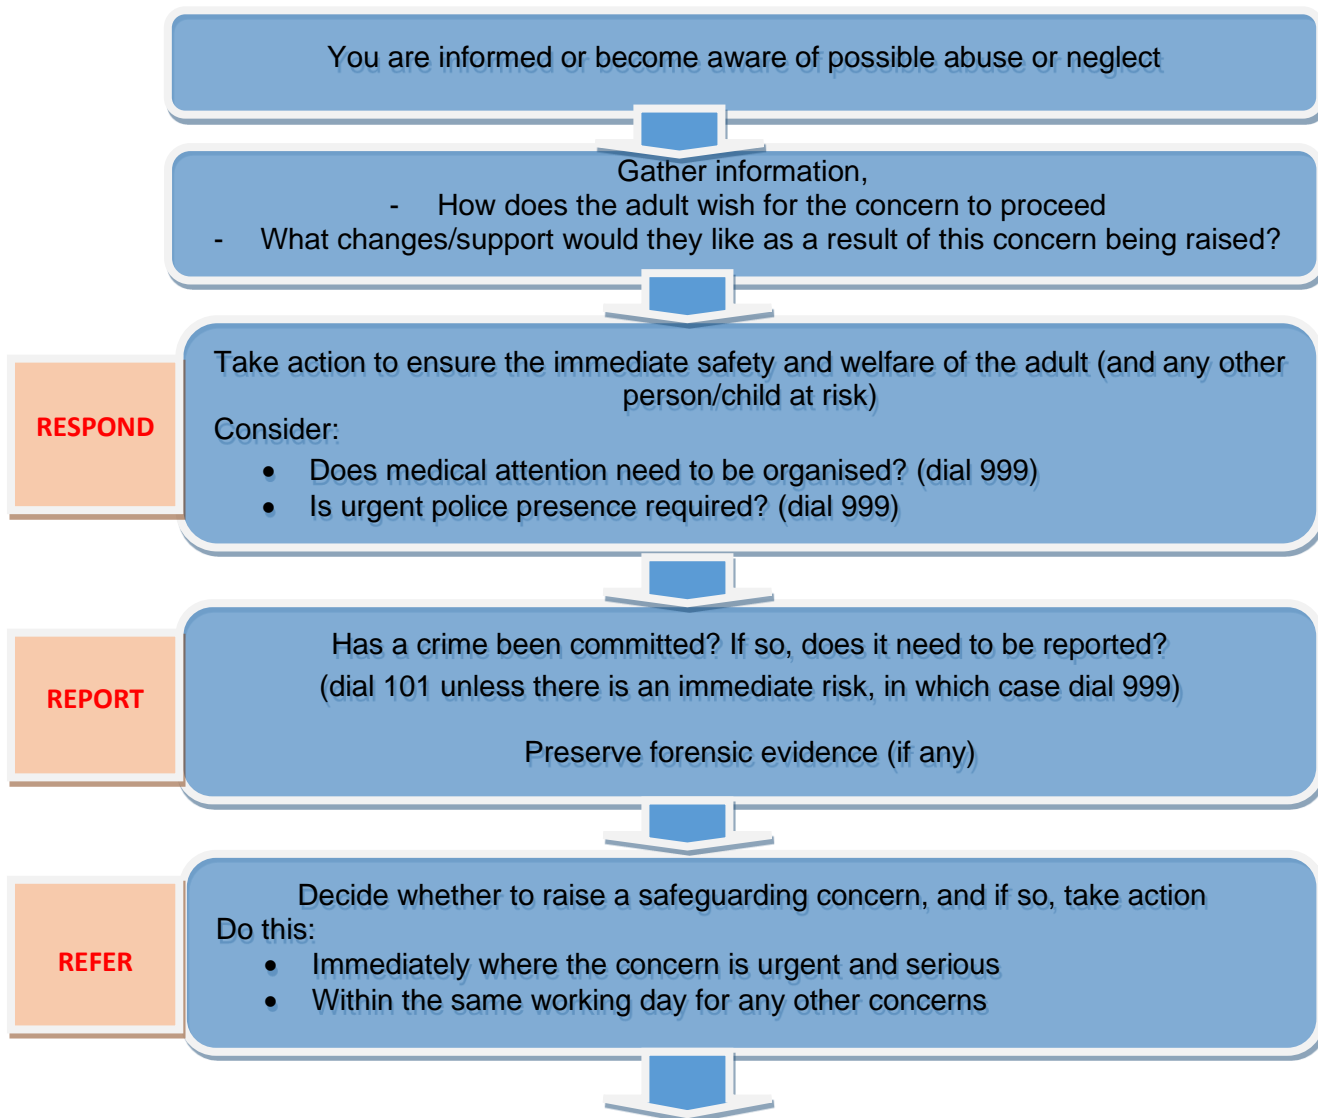 You are informed or become aware of possible abuse or neglect
Gather information,
- How does the adult wish for the concern to proceed
- What changes/support would they like as a result of this concern being raised?
RESPOND
Take action to ensure the immediate safety and welfare of the adult (and any other
person/child at risk)
Consider:
• Does medical attention need to be organised? (dial 999)
• Is urgent police presence required? (dial 999)
REPORT
Has a crime been committed? If so, does it need to be reported?
(dial 101 unless there is an immediate risk, in which case dial 999)
Preserve forensic evidence (if any)
REFER
Decide whether to raise a safeguarding concern, and if so, take action
Do this:
• Immediately where the concern is urgent and serious
• Within the same working day for any other concerns